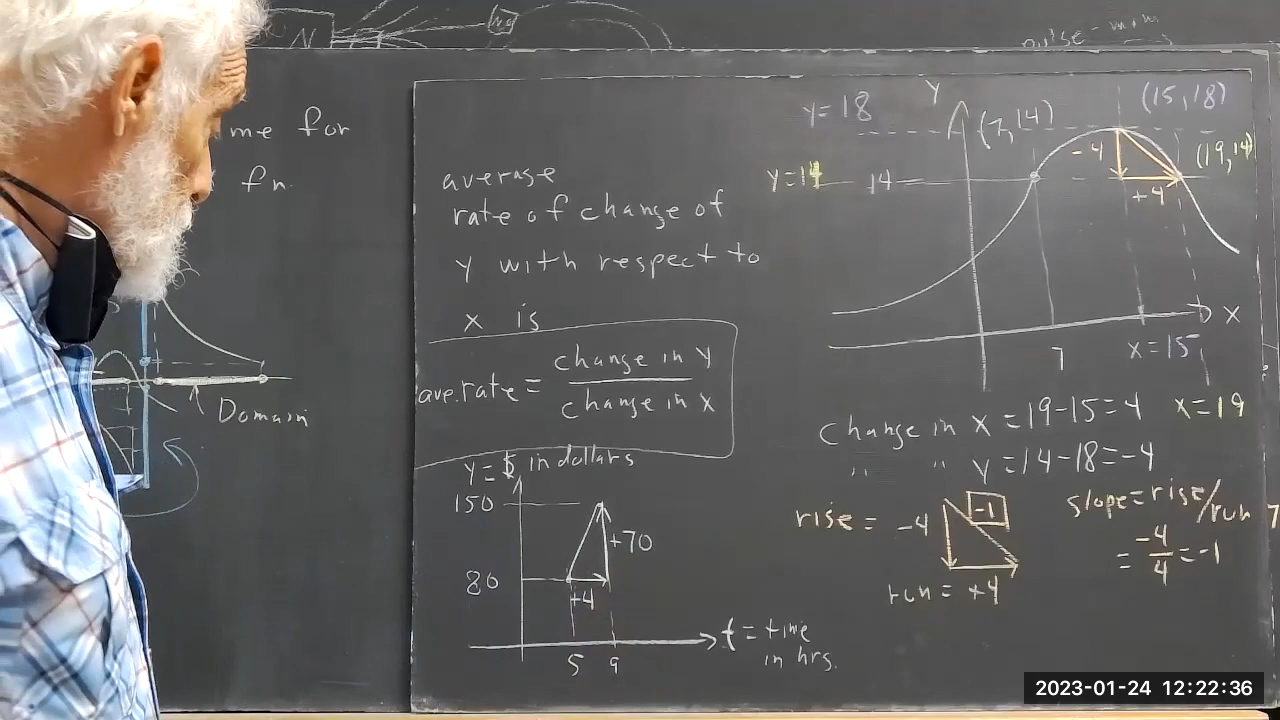 N
me for
fn.
Domain
average
rate of change of
y with respect to
x is
ave.rate = change in y
change in x
y = $ in dollars
150
80
+70
+4
5 9
t = time
in hrs.
y = 18
Y
(7, 14)
(15, 18)
(19, 14)
y=14
14
-4
+4
X
7
x = 15
x = 19
Change in x = 19 - 15 = 4
" " y = 14 - 18 = -4
rise = -4
-1
run = +4
slope = rise/run
= -4/4 = -1
2023-01-24 12:22:36